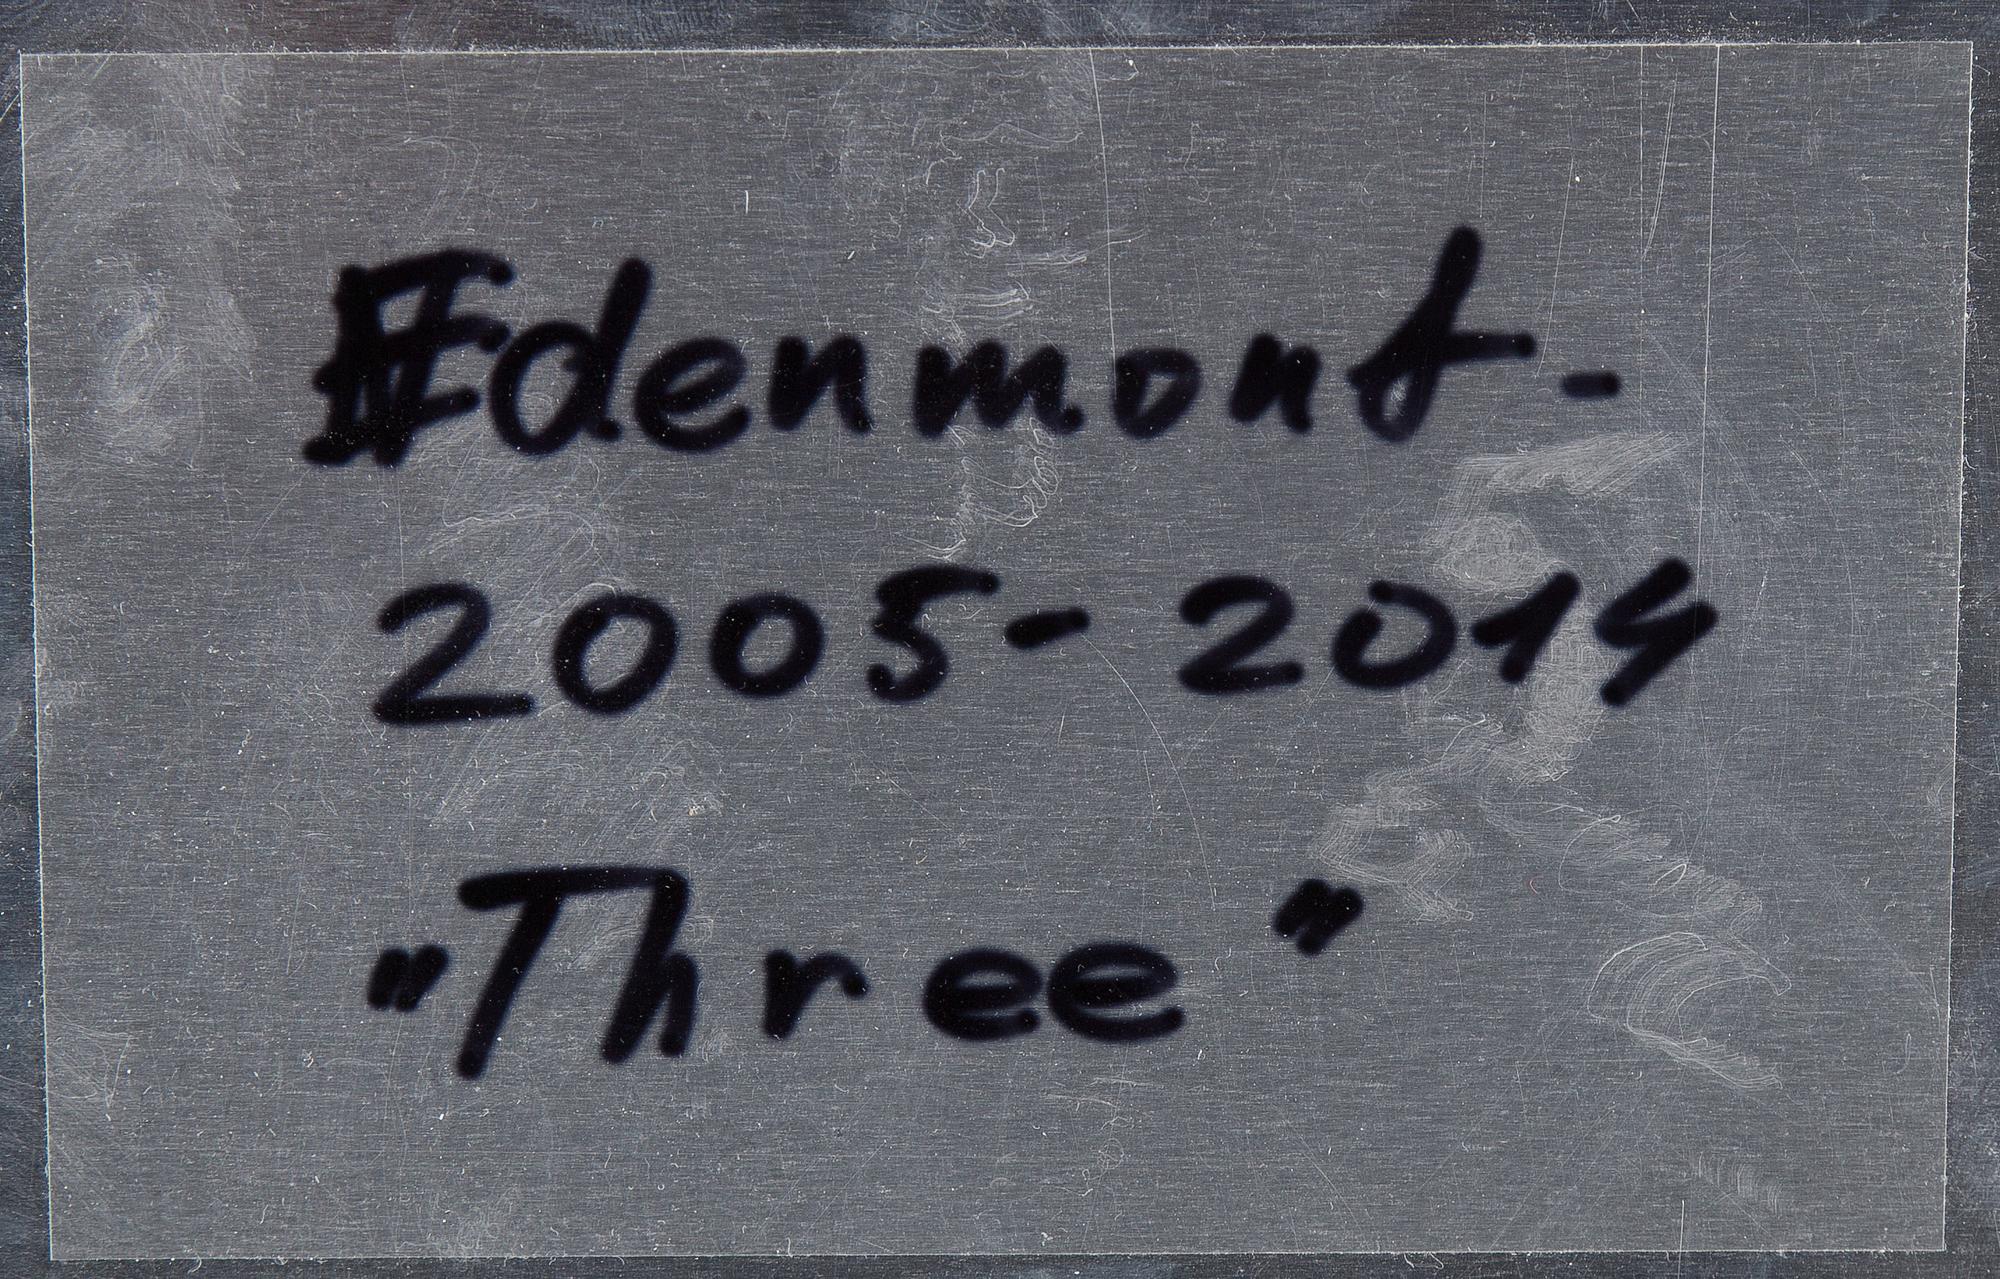 Edenmont -
2005 - 2014
"Three"